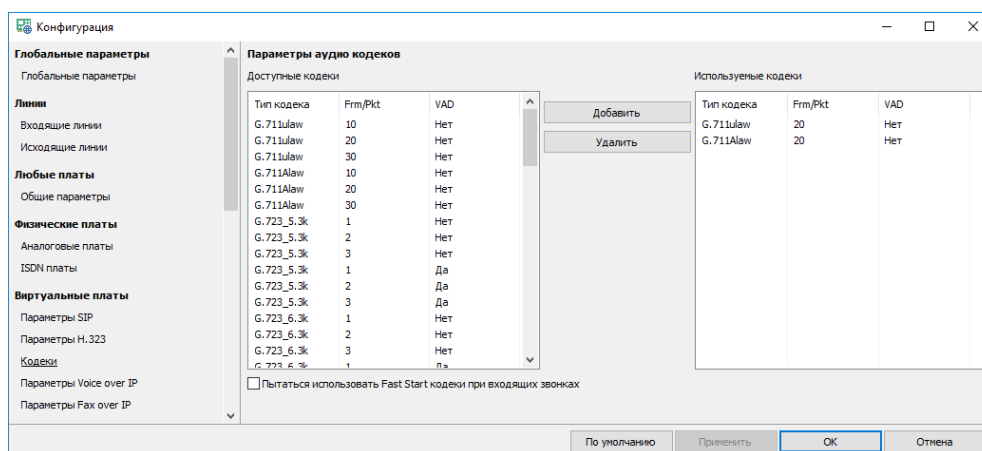 Конфигурация
Глобальные параметры
Глобальные параметры
Линии
Входящие линии
Исходящие линии
Любые платы
Общие параметры
Физические платы
Аналоговые платы
ISDN платы
Виртуальные платы
Параметры SIP
Параметры H.323
Кодеки
Параметры Voice over IP
Параметры Fax over IP
Параметры аудио кодеков
Доступные кодеки
Тип кодека Frm/Pkt VAD
G.711ulaw 10 Нет
G.711ulaw 20 Нет
G.711ulaw 30 Нет
G.711Alaw 10 Нет
G.711Alaw 20 Нет
G.711Alaw 30 Нет
G.723_5.3k 1 Нет
G.723_5.3k 2 Нет
G.723_5.3k 3 Нет
G.723_5.3k 1 Да
G.723_5.3k 2 Да
G.723_5.3k 3 Да
G.723_6.3k 1 Нет
G.723_6.3k 2 Нет
G.723_6.3k 3 Нет
G.723_6.3k 1 Да
Добавить
Удалить
Используемые кодеки
Тип кодека Frm/Pkt VAD
G.711ulaw 20 Нет
G.711Alaw 20 Нет
Пытаться использовать Fast Start кодеки при входящих звонках
По умолчанию Применить OK Отмена